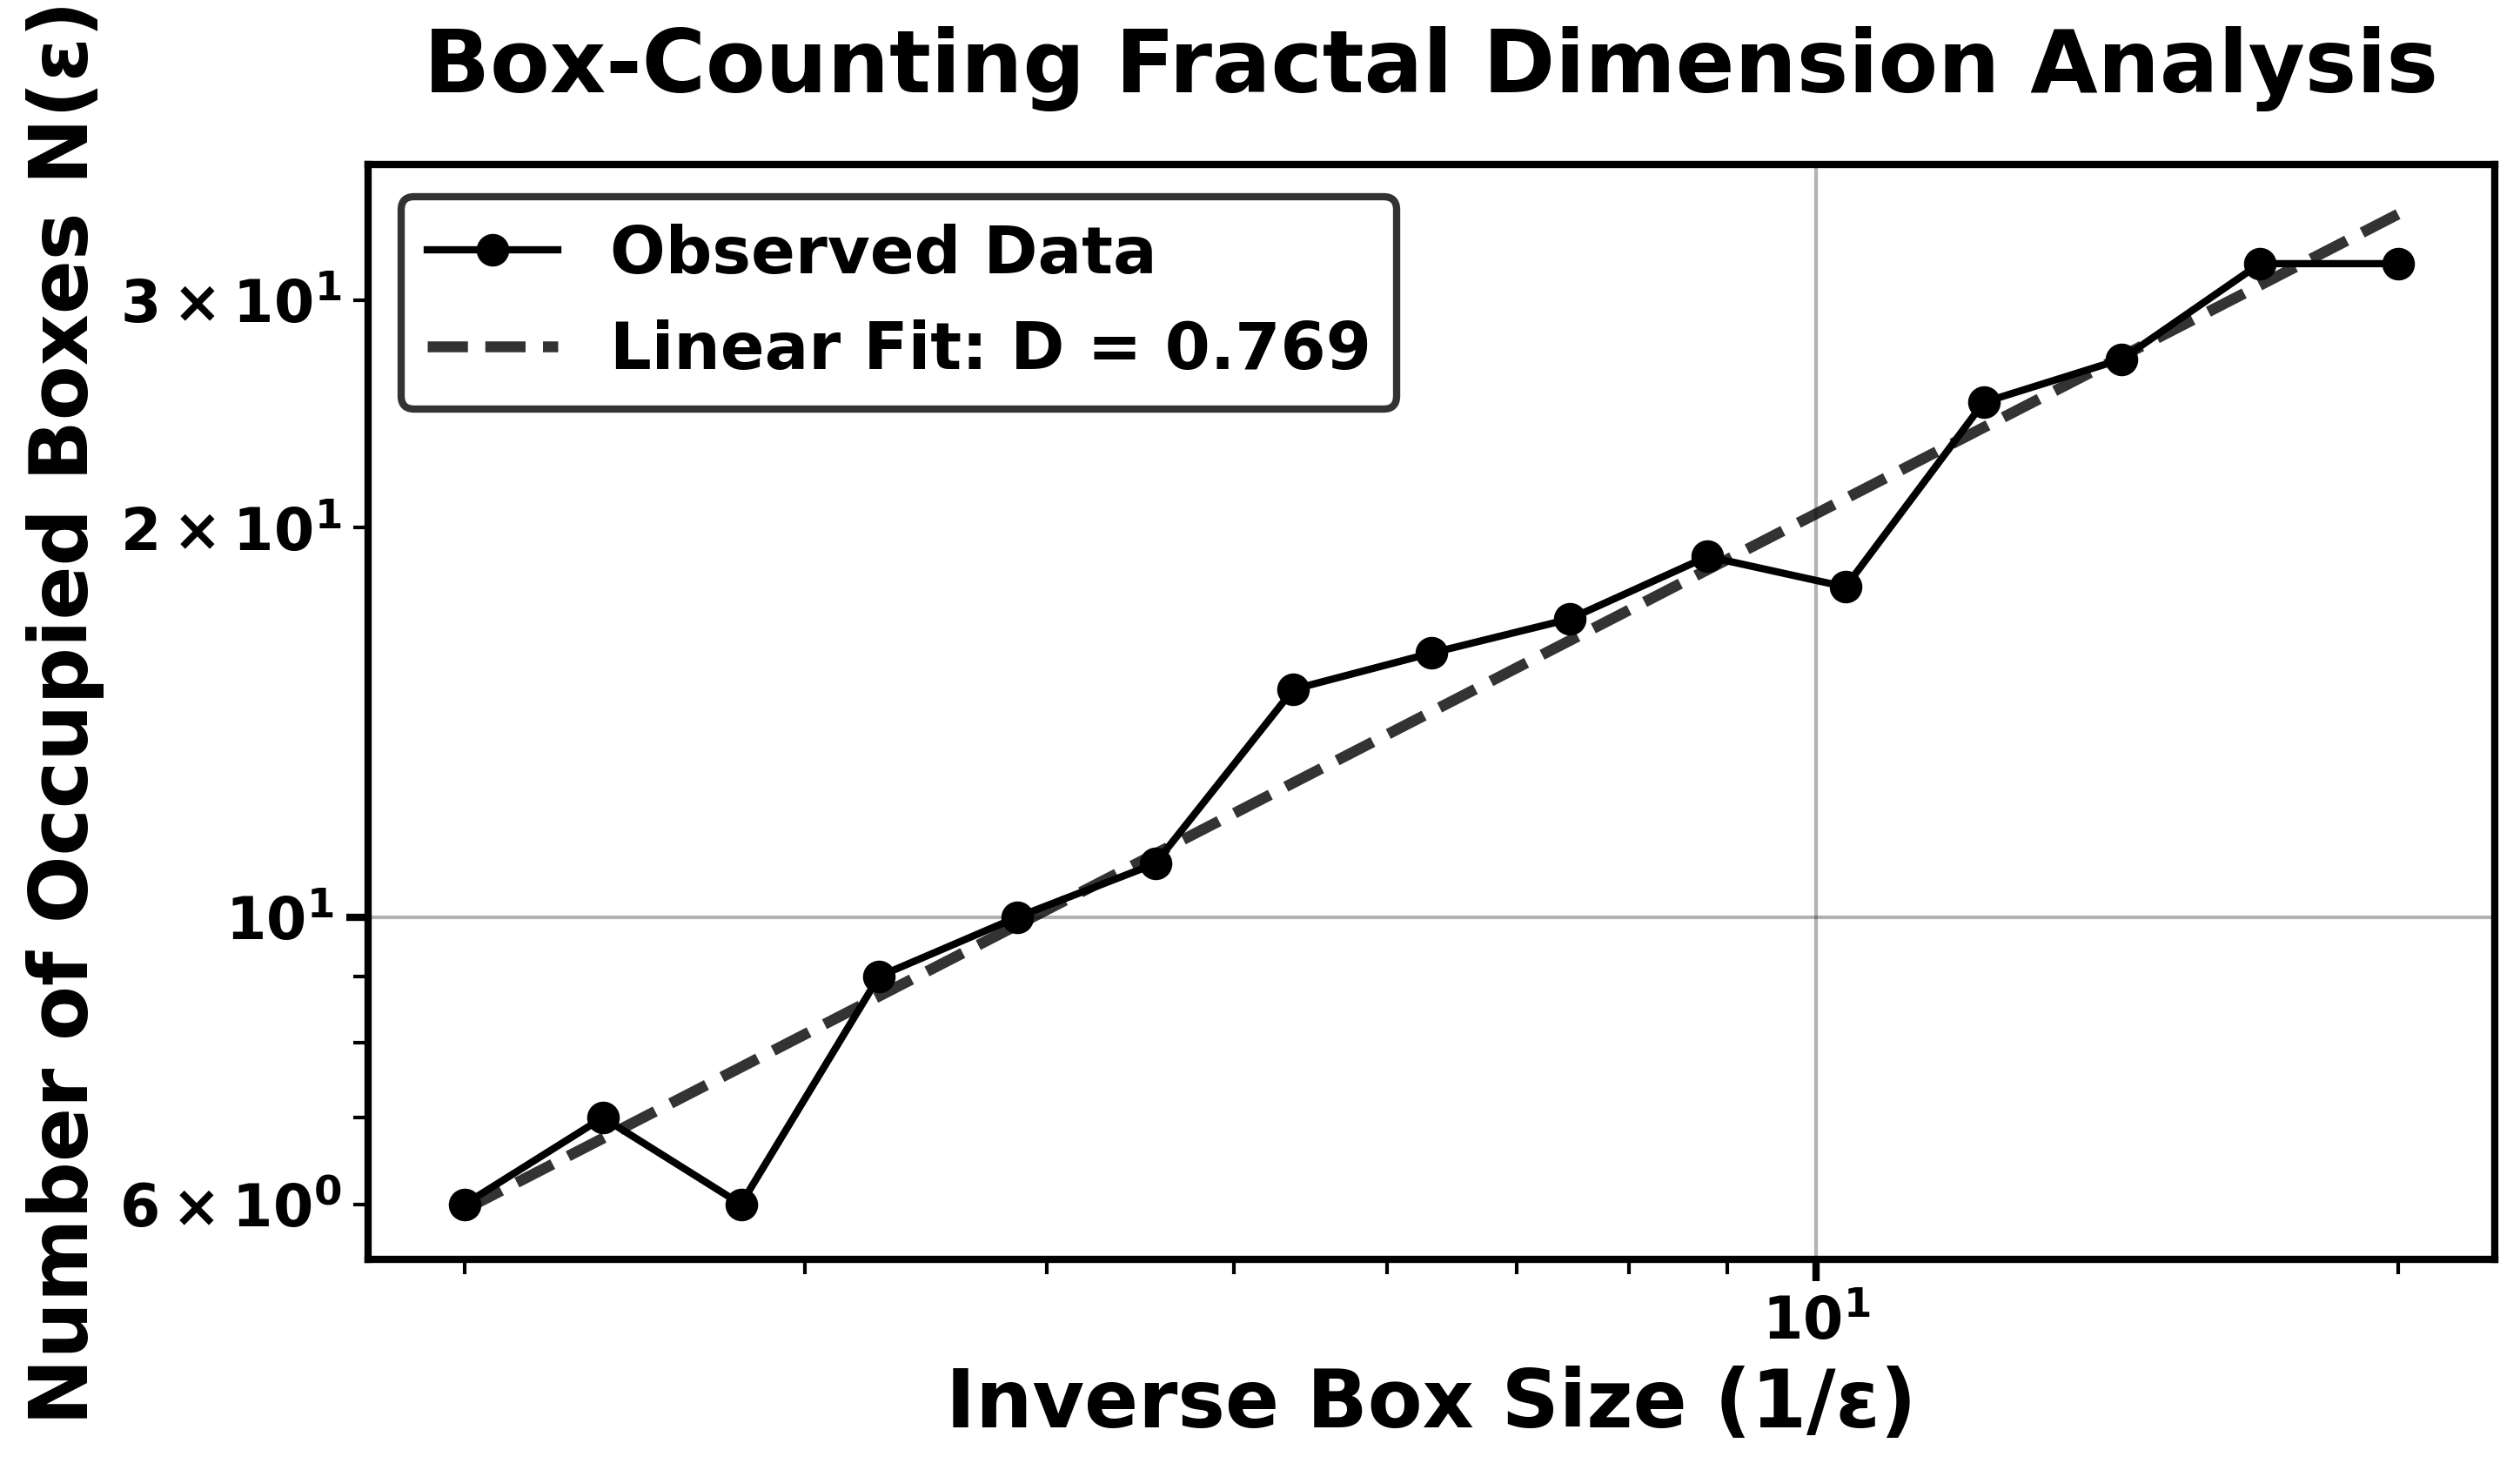 Box-Counting Fractal Dimension Analysis
Number of Occupied Boxes N(ε)
Observed Data
Linear Fit: D = 0.769
3 × 10¹
2 × 10¹
10¹
6 × 10⁰
10¹
Inverse Box Size (1/ε)